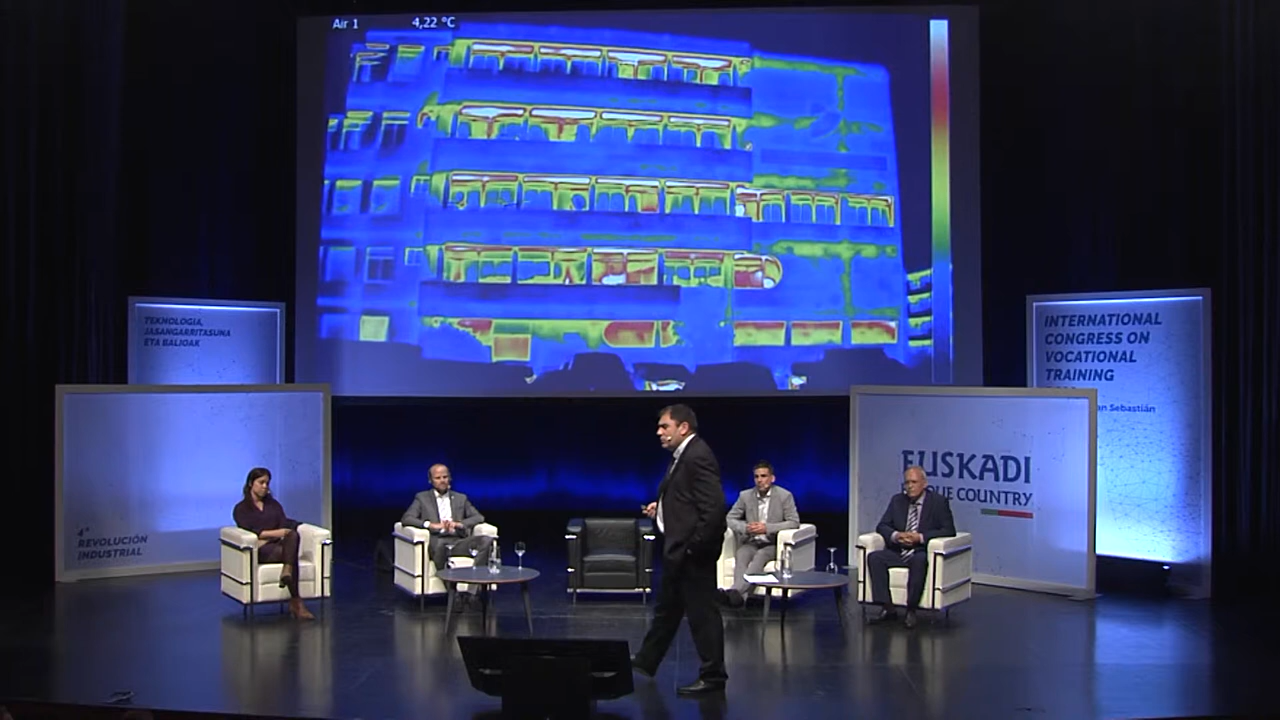 Air 1 4,22 °C
TEKNOLOGIA,
JASANGARRITASUNA
ETA BALIOAK
INTERNATIONAL
CONGRESS ON
VOCATIONAL
TRAINING
Sebastián
EUSKADI
COUNTRY
4ª
REVOLUCIÓN
INDUSTRIAL